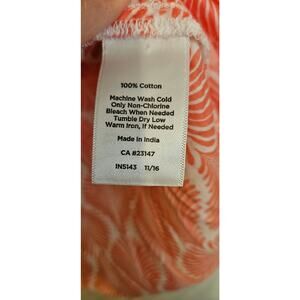 100% Cotton
Machine Wash Cold
Only Non-Chlorine
Bleach When Needed
Tumble Dry Low
Warm Iron, If Needed
Made in India
CA #23147
IN5143 11/16